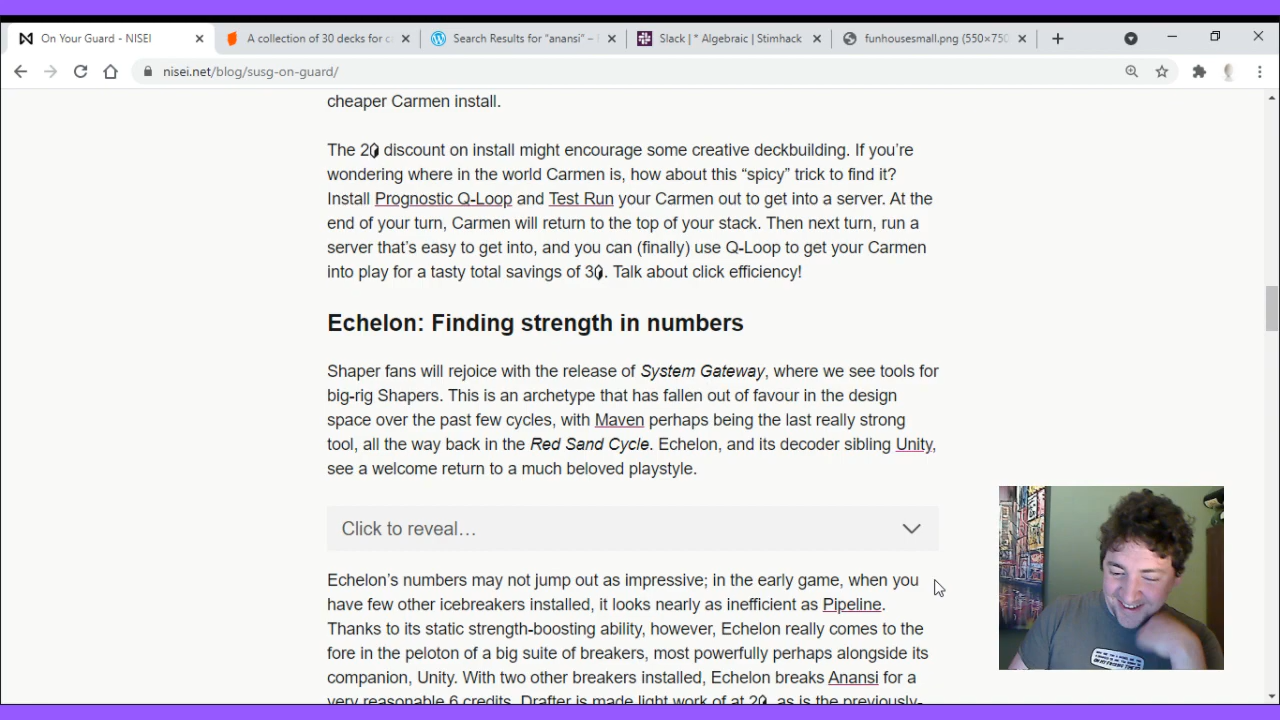 On Your Guard - NISEI
A collection of 30 decks for c
Search Results for "anansi" –
Slack | * Algebraic | Stimhack
funhousesmall.png (550×750
nisei.net/blog/susg-on-guard/
cheaper Carmen install.
The 2 discount on install might encourage some creative deckbuilding. If you’re
wondering where in the world Carmen is, how about this “spicy” trick to find it?
Install Prognostic Q-Loop and Test Run your Carmen out to get into a server. At the
end of your turn, Carmen will return to the top of your stack. Then next turn, run a
server that’s easy to get into, and you can (finally) use Q-Loop to get your Carmen
into play for a tasty total savings of 3. Talk about click efficiency!
Echelon: Finding strength in numbers
Shaper fans will rejoice with the release of System Gateway, where we see tools for
big-rig Shapers. This is an archetype that has fallen out of favour in the design
space over the past few cycles, with Maven perhaps being the last really strong
tool, all the way back in the Red Sand Cycle. Echelon, and its decoder sibling Unity,
see a welcome return to a much beloved playstyle.
Click to reveal…
Echelon’s numbers may not jump out as impressive; in the early game, when you
have few other icebreakers installed, it looks nearly as inefficient as Pipeline.
Thanks to its static strength-boosting ability, however, Echelon really comes to the
fore in the peloton of a big suite of breakers, most powerfully perhaps alongside its
companion, Unity. With two other breakers installed, Echelon breaks Anansi for a
very reasonable 6 credits. Drafter is made light work of at 2, as is the previously-